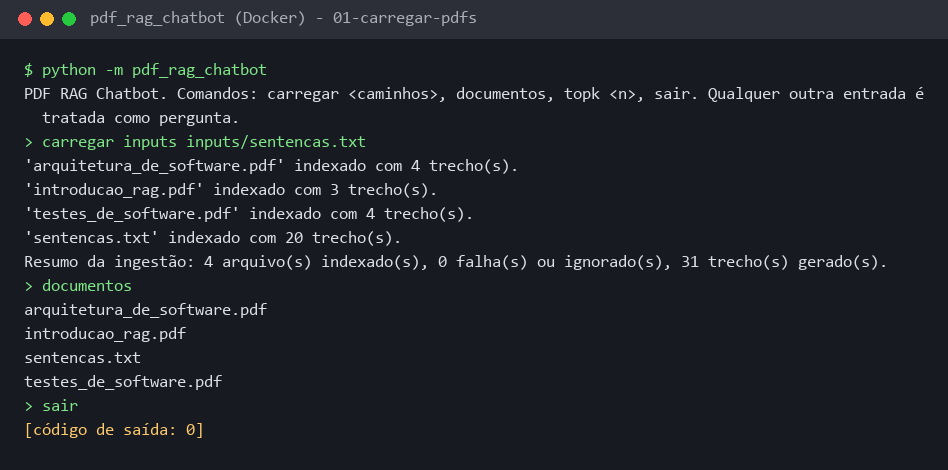 pdf_rag_chatbot (Docker) - 01-carregar-pdfs
$ python -m pdf_rag_chatbot
PDF RAG Chatbot. Comandos: carregar <caminhos>, documentos, topk <n>, sair. Qualquer outra entrada é
tratada como pergunta.
> carregar inputs inputs/sentencas.txt
'arquitetura_de_software.pdf' indexado com 4 trecho(s).
'introducao_rag.pdf' indexado com 3 trecho(s).
'testes_de_software.pdf' indexado com 4 trecho(s).
'sentencas.txt' indexado com 20 trecho(s).
Resumo da ingestão: 4 arquivo(s) indexado(s), 0 falha(s) ou ignorado(s), 31 trecho(s) gerado(s).
> documentos
arquitetura_de_software.pdf
introducao_rag.pdf
sentencas.txt
testes_de_software.pdf
> sair
[código de saída: 0]